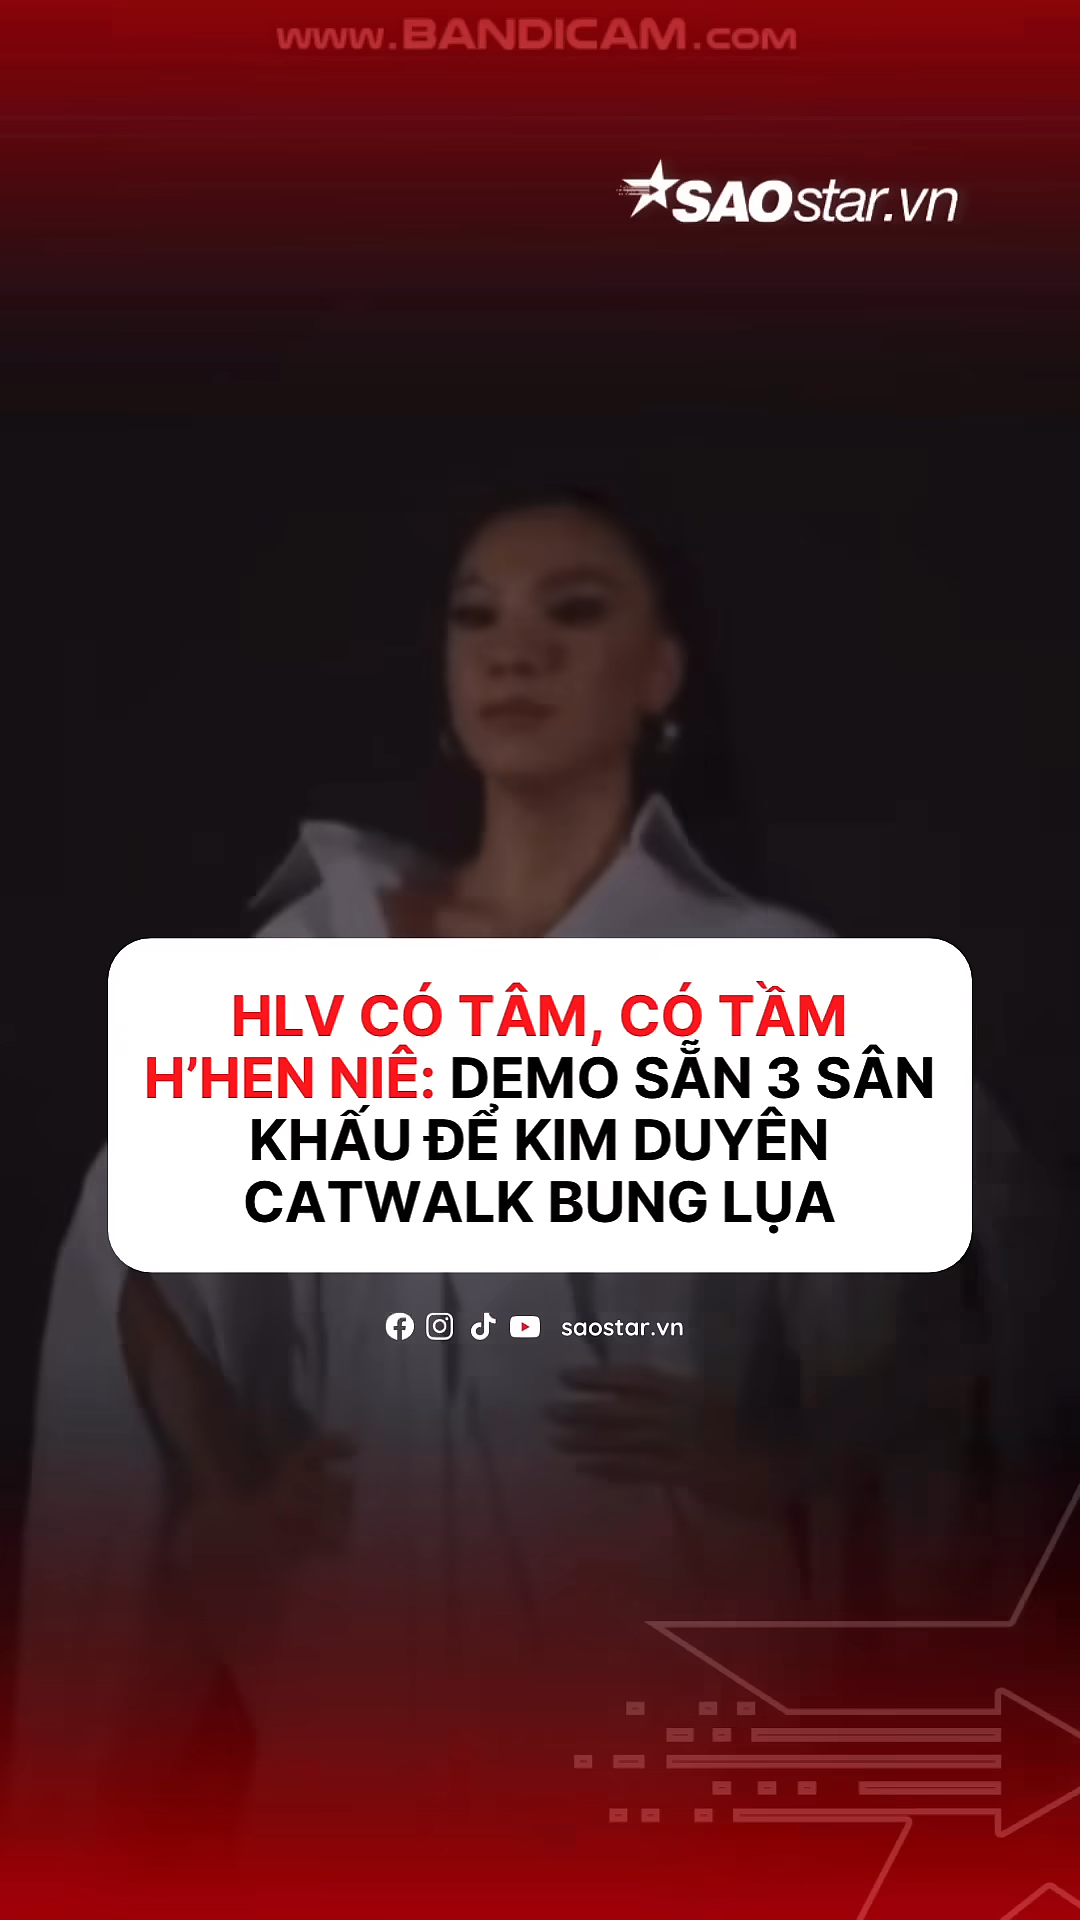 www.BANDICAM.com
SAOstar.vn
HLV CÓ TÂM, CÓ TẦM
H’HEN NIÊ: DEMO SẴN 3 SÂN
KHẤU ĐỂ KIM DUYÊN
CATWALK BUNG LỤA
saostar.vn